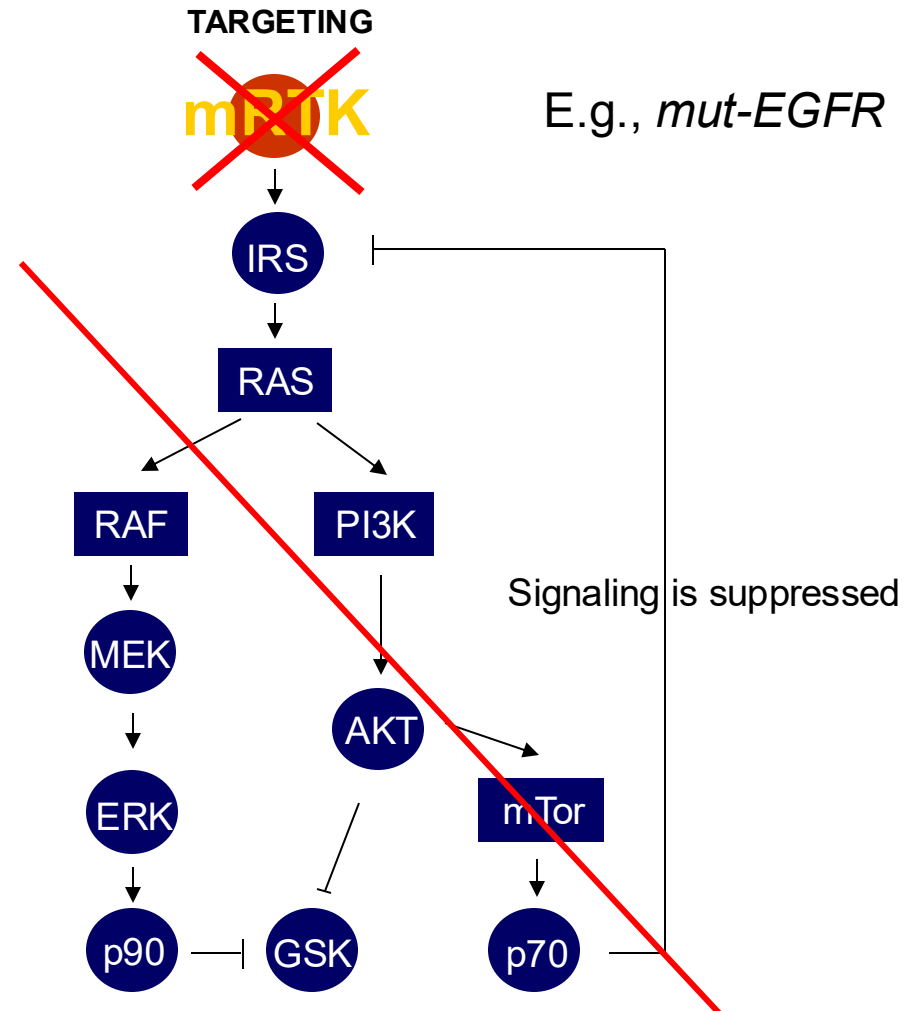 TARGETING
mRTK
E.g., mut-EGFR
IRS
RAS
RAF
PI3K
Signaling is suppressed
MEK
AKT
ERK
mTor
p90
GSK
p70